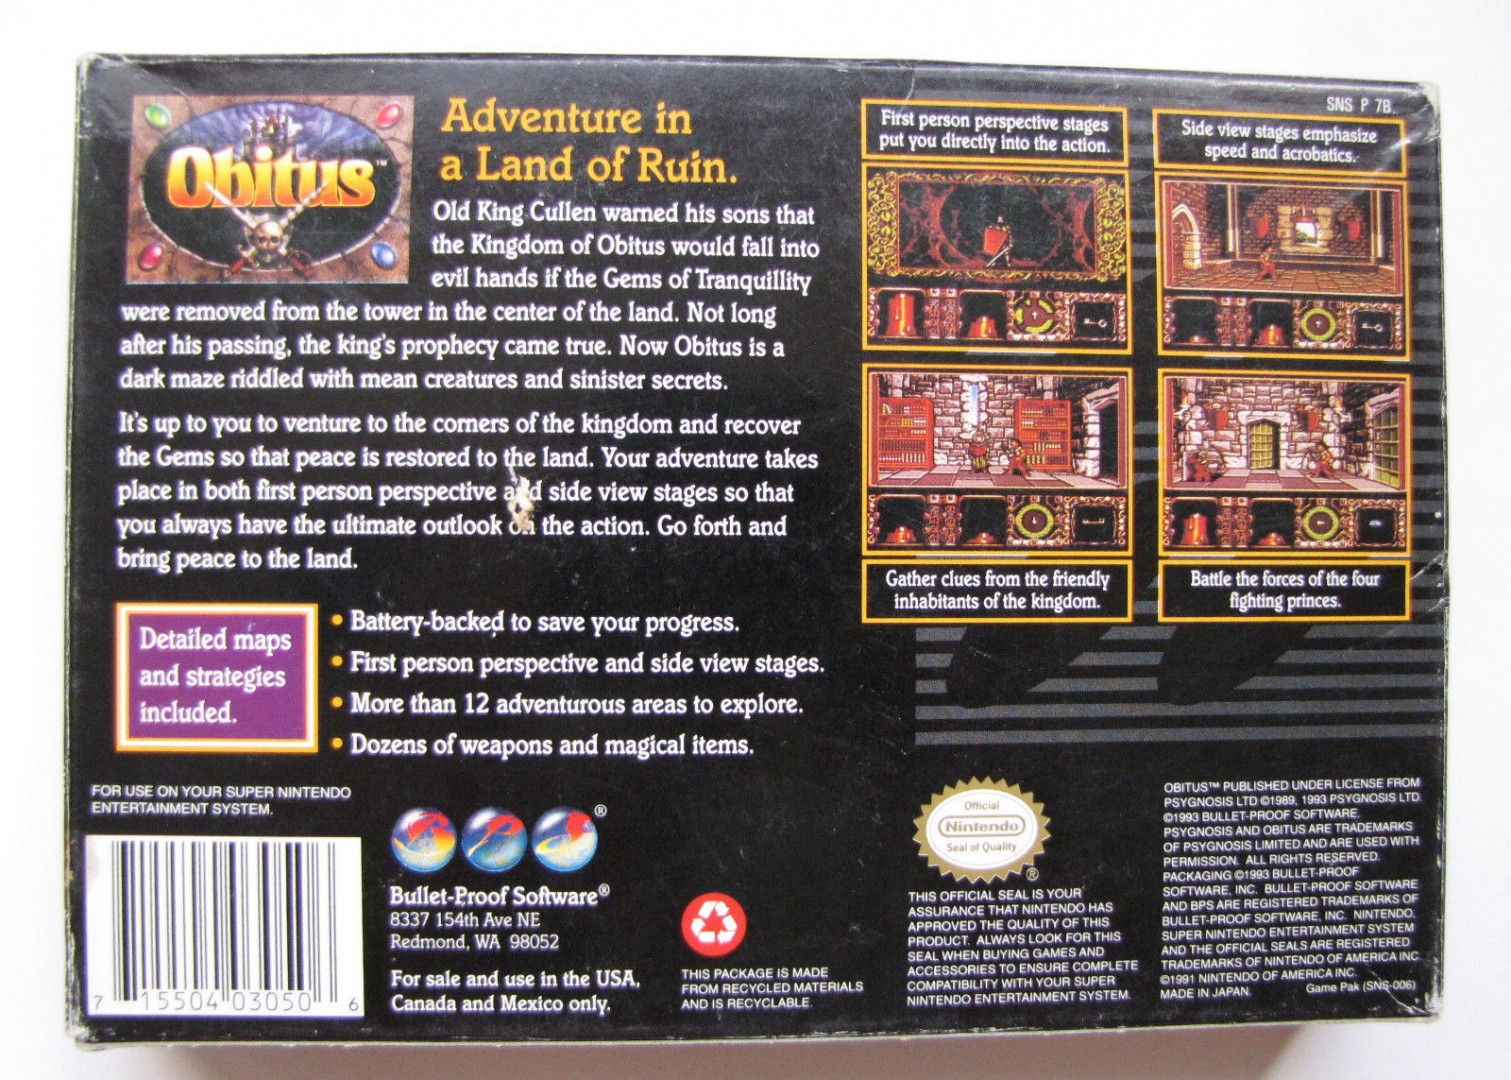 Obitus™
Adventure in
a Land of Ruin.
Old King Cullen warned his sons that
the Kingdom of Obitus would fall into
evil hands if the Gems of Tranquillity
were removed from the tower in the center of the land. Not long
after his passing, the king's prophecy came true. Now Obitus is a
dark maze riddled with mean creatures and sinister secrets.
It's up to you to venture to the corners of the kingdom and recover
the Gems so that peace is restored to the land. Your adventure takes
place in both first person perspective and side view stages so that
you always have the ultimate outlook on the action. Go forth and
bring peace to the land.
Detailed maps
and strategies
included.
• Battery-backed to save your progress.
• First person perspective and side view stages.
• More than 12 adventurous areas to explore.
• Dozens of weapons and magical items.
SNS P 7B
First person perspective stages
put you directly into the action.
Side view stages emphasize
speed and acrobatics.
Gather clues from the friendly
inhabitants of the kingdom.
Battle the forces of the four
fighting princes.
FOR USE ON YOUR SUPER NINTENDO
ENTERTAINMENT SYSTEM.
7 15504 03050 6
B P S ®
Bullet-Proof Software®
8337 154th Ave NE
Redmond, WA 98052
For sale and use in the USA,
Canada and Mexico only.
THIS PACKAGE IS MADE
FROM RECYCLED MATERIALS
AND IS RECYCLABLE.
Official
Nintendo
Seal of Quality
®
THIS OFFICIAL SEAL IS YOUR
ASSURANCE THAT NINTENDO HAS
APPROVED THE QUALITY OF THIS
PRODUCT. ALWAYS LOOK FOR THIS
SEAL WHEN BUYING GAMES AND
ACCESSORIES TO ENSURE COMPLETE
COMPATIBILITY WITH YOUR SUPER
NINTENDO ENTERTAINMENT SYSTEM.
OBITUS™ PUBLISHED UNDER LICENSE FROM
PSYGNOSIS LTD ©1989, 1993 PSYGNOSIS LTD.
©1993 BULLET-PROOF SOFTWARE.
PSYGNOSIS AND OBITUS ARE TRADEMARKS
OF PSYGNOSIS LIMITED AND ARE USED WITH
PERMISSION. ALL RIGHTS RESERVED.
PACKAGING ©1993 BULLET-PROOF
SOFTWARE, INC. BULLET-PROOF SOFTWARE
AND BPS ARE REGISTERED TRADEMARKS OF
BULLET-PROOF SOFTWARE, INC. NINTENDO,
SUPER NINTENDO ENTERTAINMENT SYSTEM
AND THE OFFICIAL SEALS ARE REGISTERED
TRADEMARKS OF NINTENDO OF AMERICA INC.
©1991 NINTENDO OF AMERICA INC.
MADE IN JAPAN. Game Pak (SNS-006)